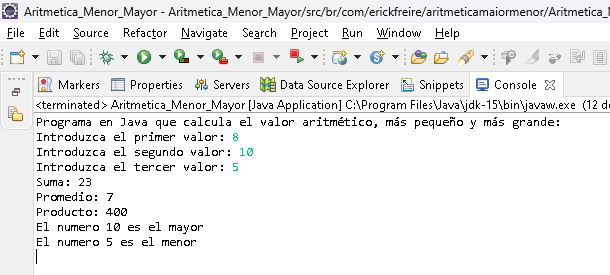 Aritmetica_Menor_Mayor - Aritmetica_Menor_Mayor/src/br/com/erickfreire/aritmeticamaiormenor/Aritmetica_M
File Edit Source Refactor Navigate Search Project Run Window Help
Markers Properties Servers Data Source Explorer Snippets Console
<terminated> Aritmetica_Menor_Mayor [Java Application] C:\Program Files\Java\jdk-15\bin\javaw.exe (12 de
Programa en Java que calcula el valor aritmético, más pequeño y más grande:
Introduzca el primer valor: 8
Introduzca el segundo valor: 10
Introduzca el tercer valor: 5
Suma: 23
Promedio: 7
Producto: 400
El numero 10 es el mayor
El numero 5 es el menor